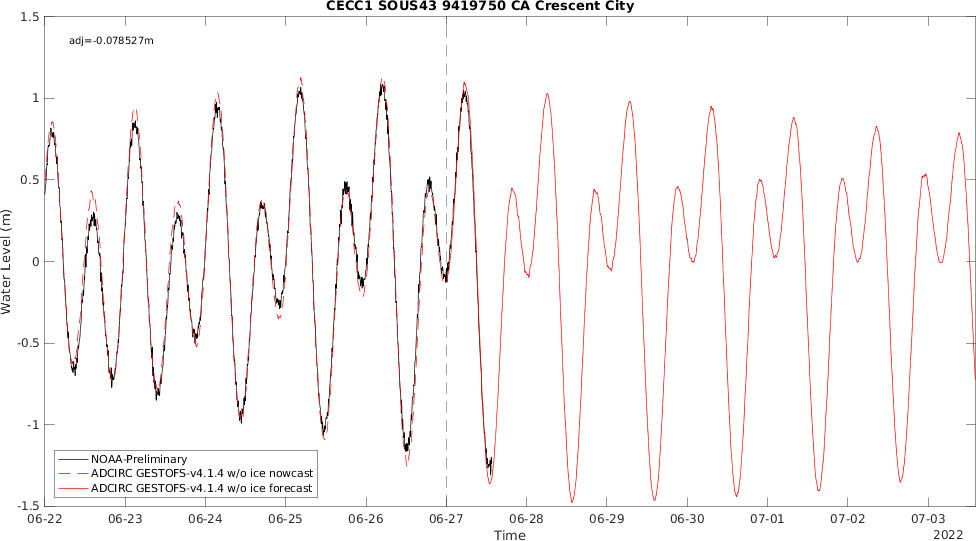 CECC1 SOUS43 9419750 CA Crescent City
adj=-0.078527m
1.5
1
0.5
0
-0.5
-1
-1.5
Water Level (m)
NOAA-Preliminary
ADCIRC GESTOFS-v4.1.4 w/o ice nowcast
ADCIRC GESTOFS-v4.1.4 w/o ice forecast
06-22 06-23 06-24 06-25 06-26 06-27 06-28 06-29 06-30 07-01 07-02 07-03
Time
2022